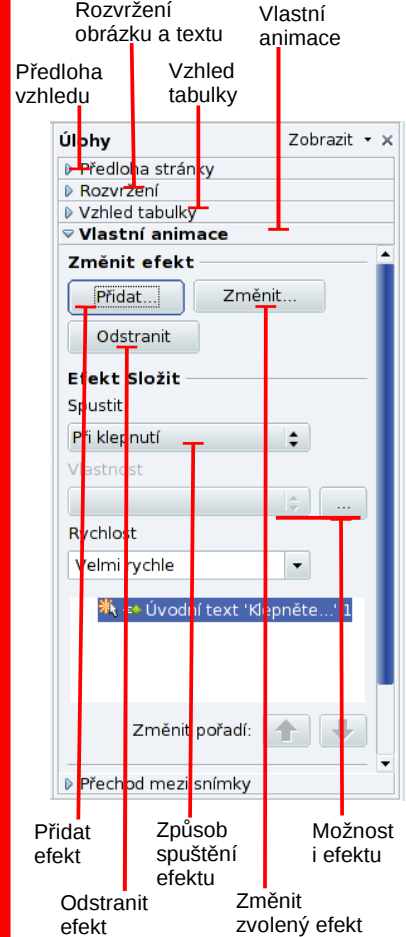 Rozvržení
obrázku a textu
Vlastní
animace
Předloha
vzhledu
Vzhled
tabulky
Úlohy Zobrazit
Předloha stránky
Rozvržení
Vzhled tabulky
Vlastní animace
Změnit efekt
Přidat... Změnit...
Odstranit
Efekt Složit
Spustit
Při klepnutí
Vlastnost
...
Rychlost
Velmi rychle
Úvodní text 'Klepněte...' 1
Změnit pořadí:
Přechod mezi snímky
Přidat
efekt
Způsob
spuštění
efektu
Možnost
i efektu
Odstranit
efekt
Změnit
zvolený efekt